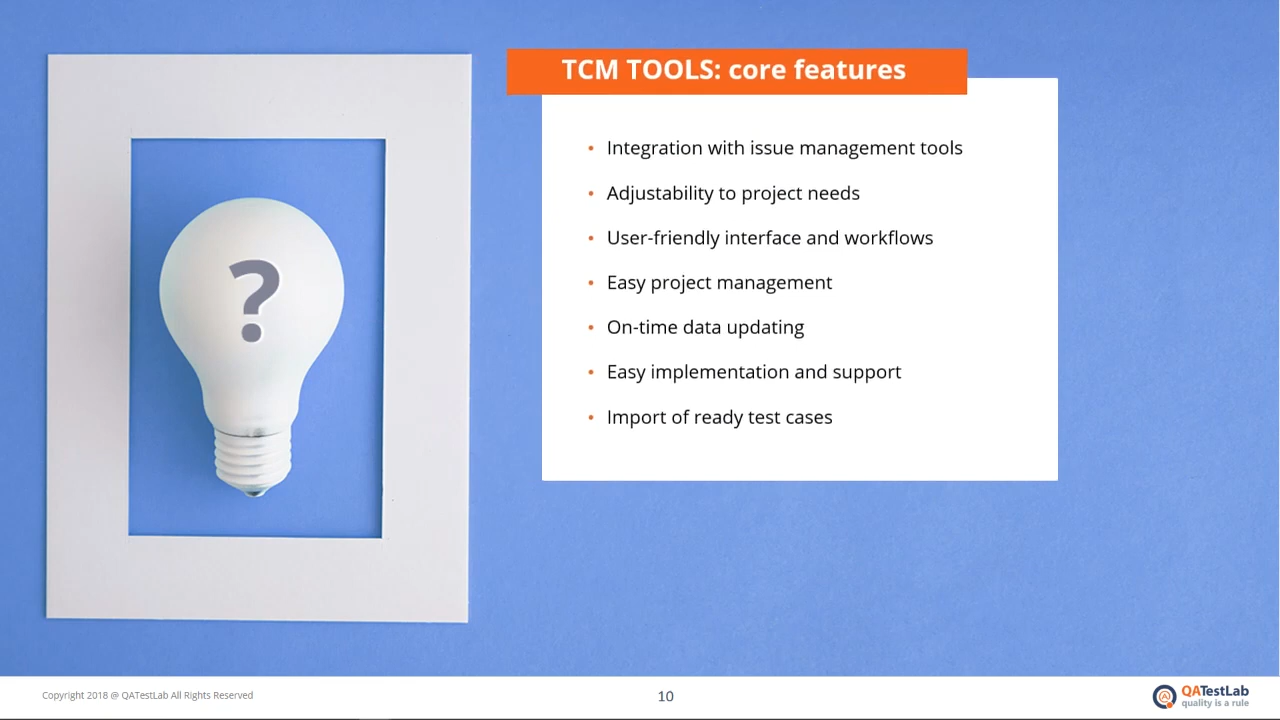 TCM TOOLS: core features
?
• Integration with issue management tools
• Adjustability to project needs
• User-friendly interface and workflows
• Easy project management
• On-time data updating
• Easy implementation and support
• Import of ready test cases
Copyright 2018 @ QATestLab All Rights Reserved
10
QATestLab
quality is a rule